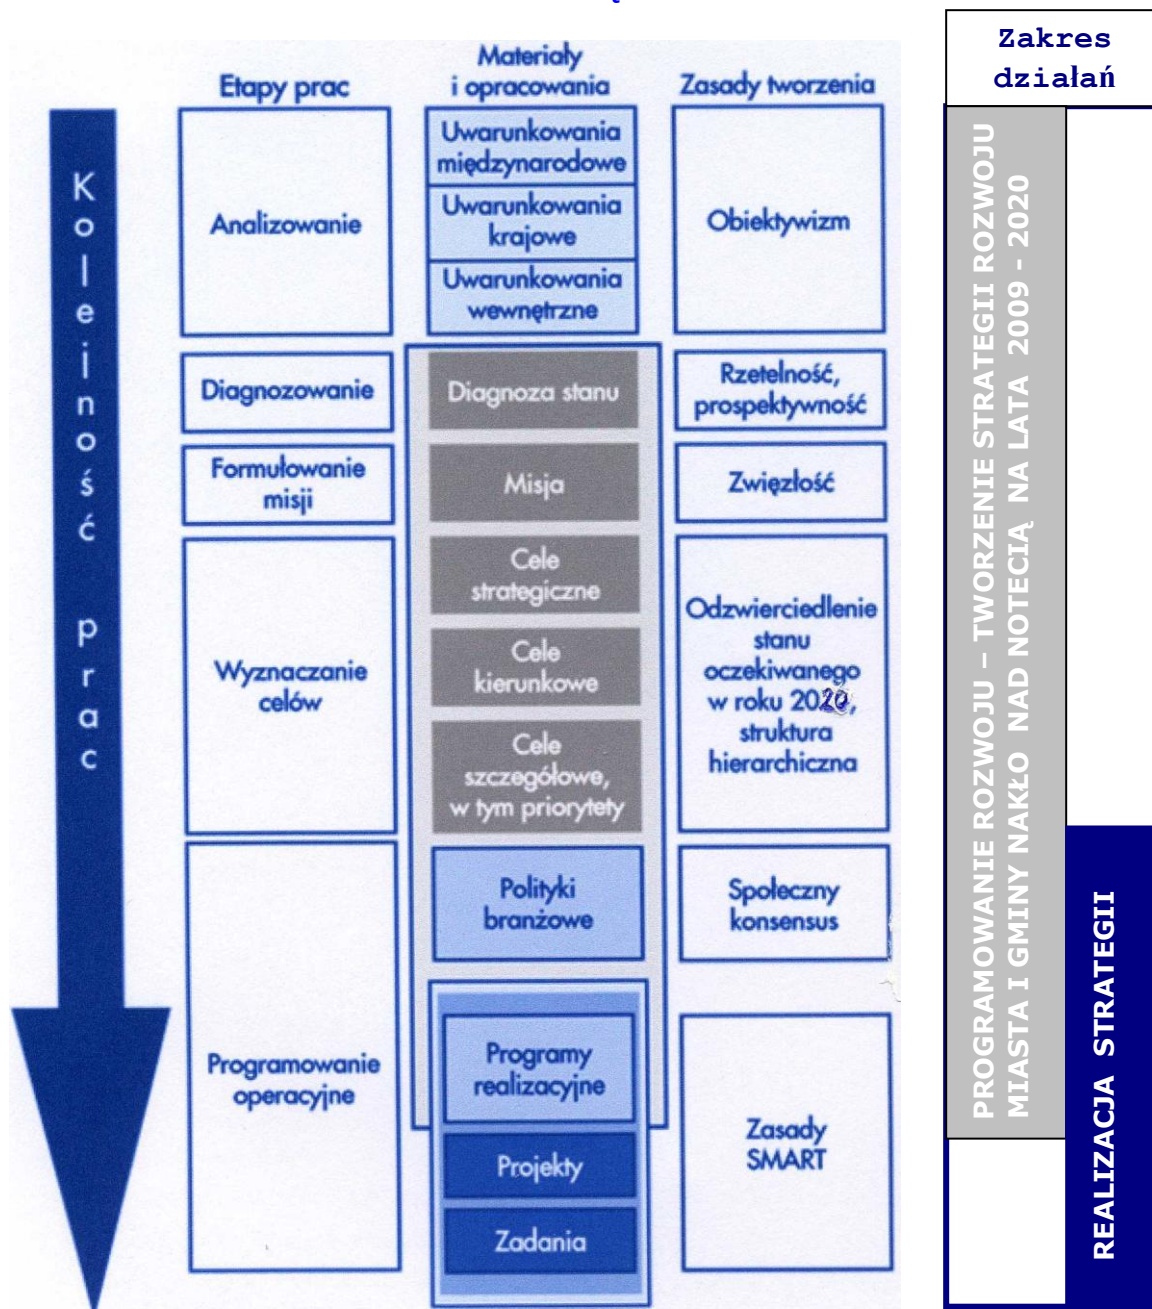 Zakres
działań
Etapy prac
Materiały
i opracowania
Zasady tworzenia
Kolejność prac
Analizowanie
Uwarunkowania
międzynarodowe
Uwarunkowania
krajowe
Uwarunkowania
wewnętrzne
Obiektywizm
Diagnozowanie
Diagnoza stanu
Rzetelność,
prospektywność
Formułowanie
misji
Misja
Zwięzłość
Wyznaczanie
celów
Cele
strategiczne
Cele
kierunkowe
Cele
szczegółowe,
w tym priorytety
Odzwierciedlenie
stanu
oczekiwanego
w roku 2020,
struktura
hierarchiczna
Programowanie
operacyjne
Polityki
branżowe
Społeczny
konsensus
Programy
realizacyjne
Projekty
Zadania
Zasady
SMART
PROGRAMOWANIE ROZWOJU – TWORZENIE STRATEGII ROZWOJU
MIASTA I GMINY NAKŁO NAD NOTECIĄ NA LATA 2009 - 2020
REALIZACJA STRATEGII